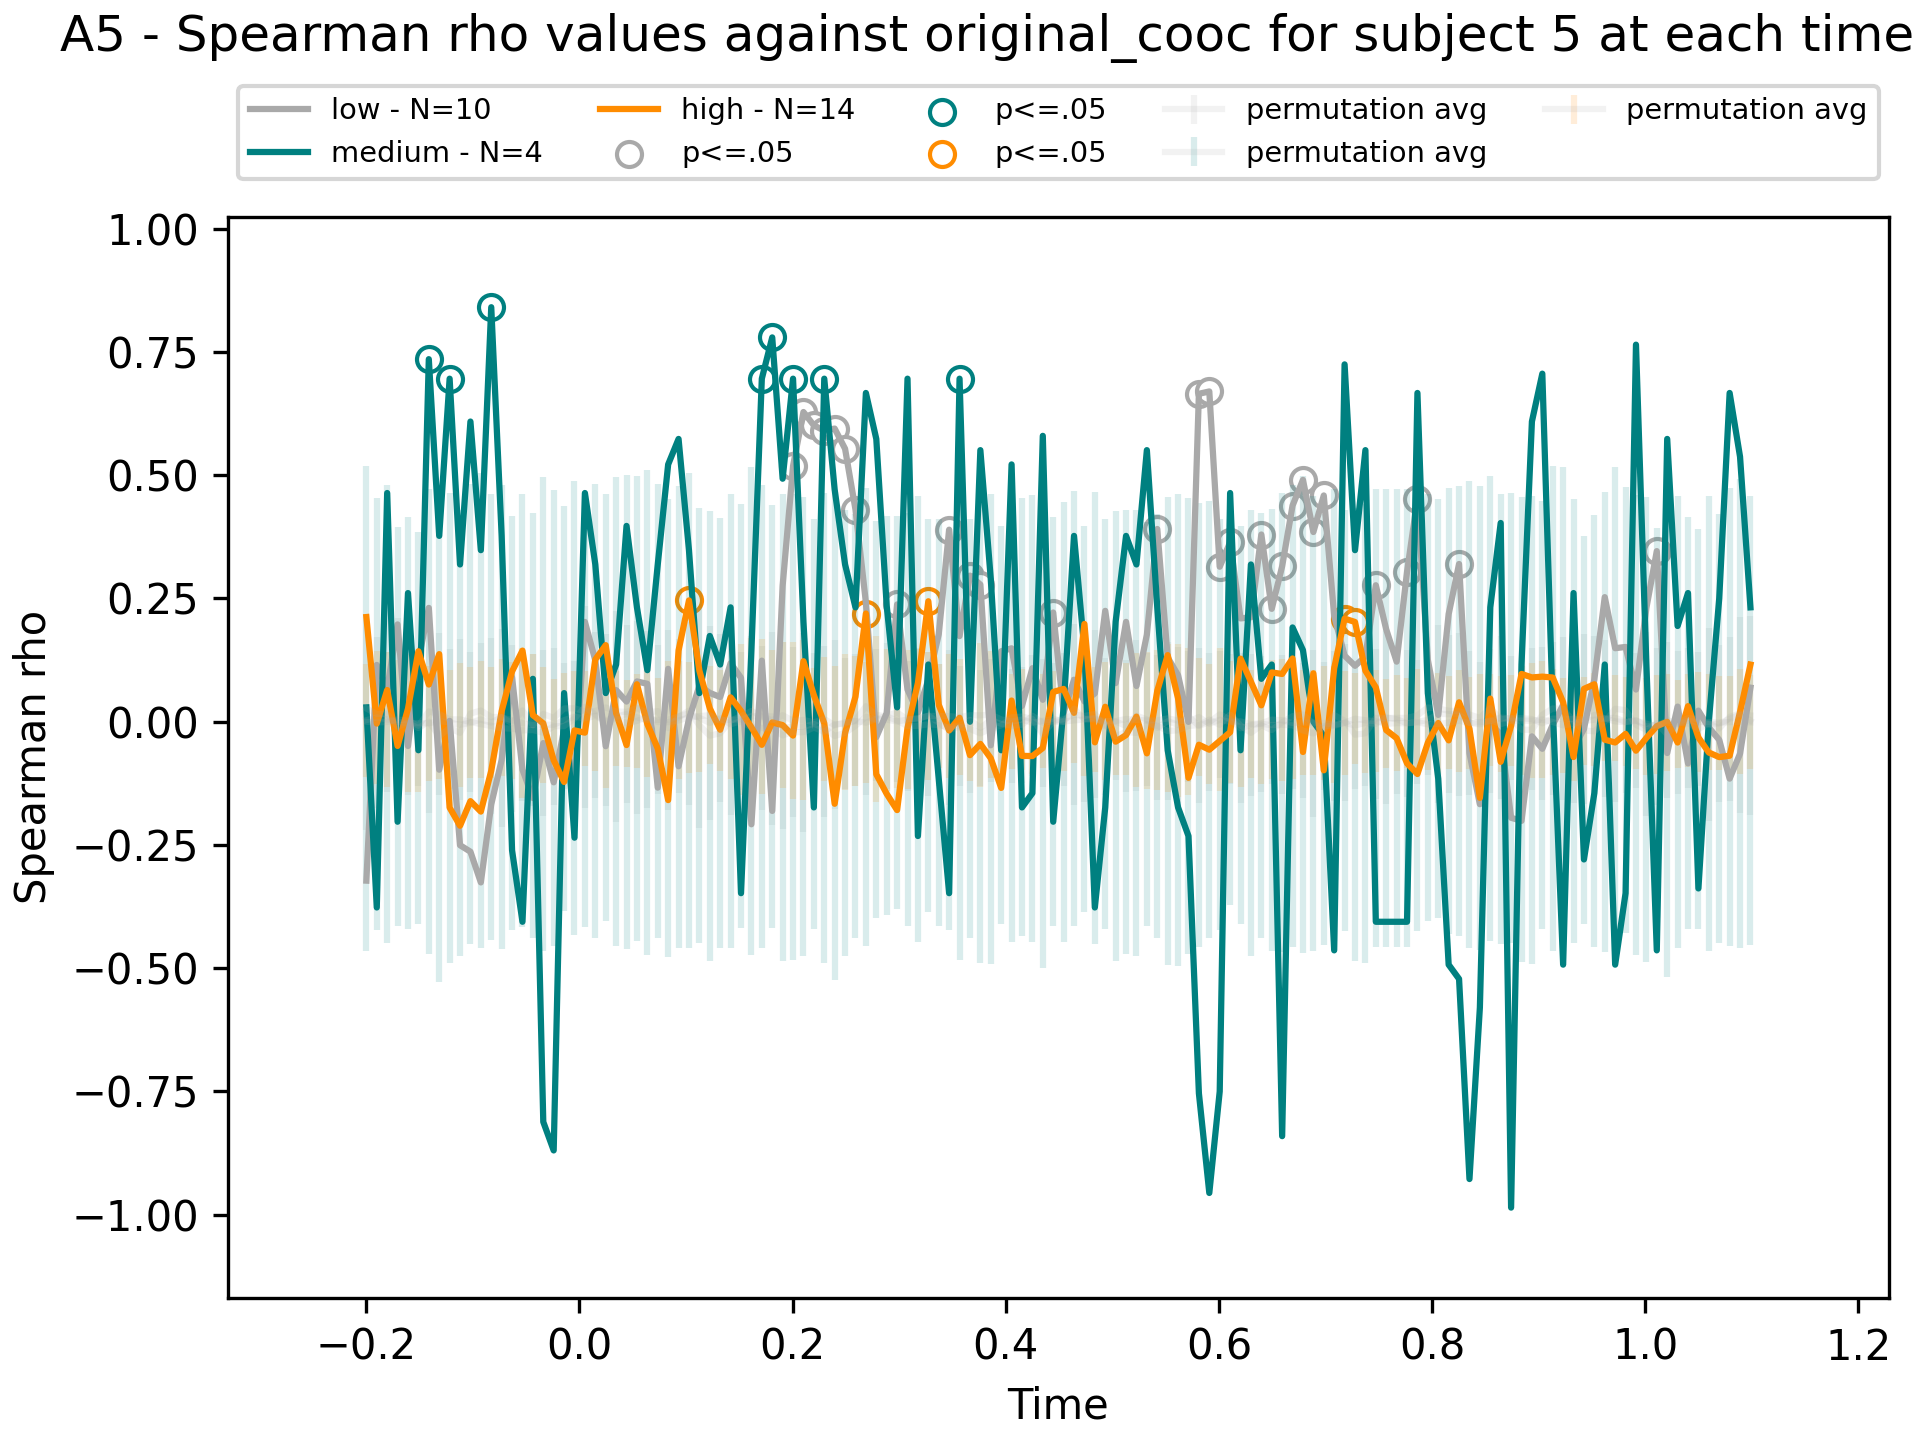 A5 - Spearman rho values against original_cooc for subject 5 at each time
low - N=10
medium - N=4
high - N=14
p<=.05
p<=.05
p<=.05
permutation avg
permutation avg
permutation avg
1.00
0.75
0.50
0.25
0.00
−0.25
−0.50
−0.75
−1.00
Spearman rho
−0.2
0.0
0.2
0.4
0.6
0.8
1.0
1.2
Time